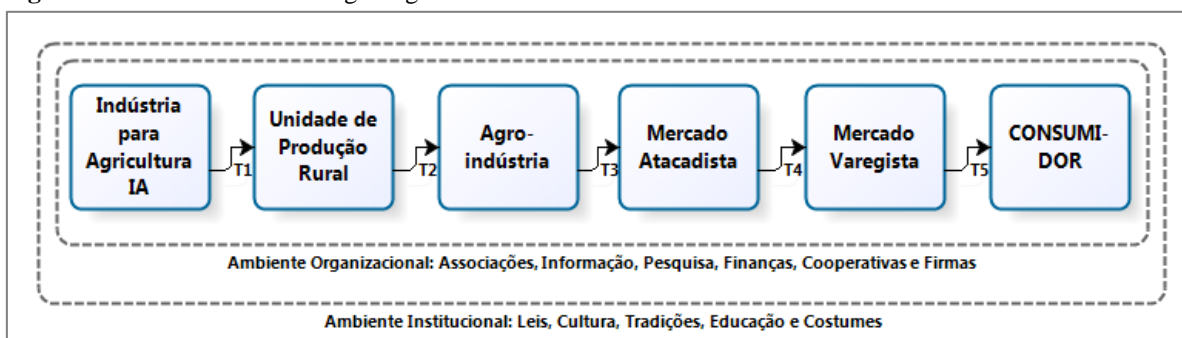 Indústria
para
Agricultura
IA
T1
Unidade de
Produção
Rural
T2
Agro-
indústria
T3
Mercado
Atacadista
T4
Mercado
Varegista
T5
CONSUMI-
DOR
Ambiente Organizacional: Associações, Informação, Pesquisa, Finanças, Cooperativas e Firmas
Ambiente Institucional: Leis, Cultura, Tradições, Educação e Costumes